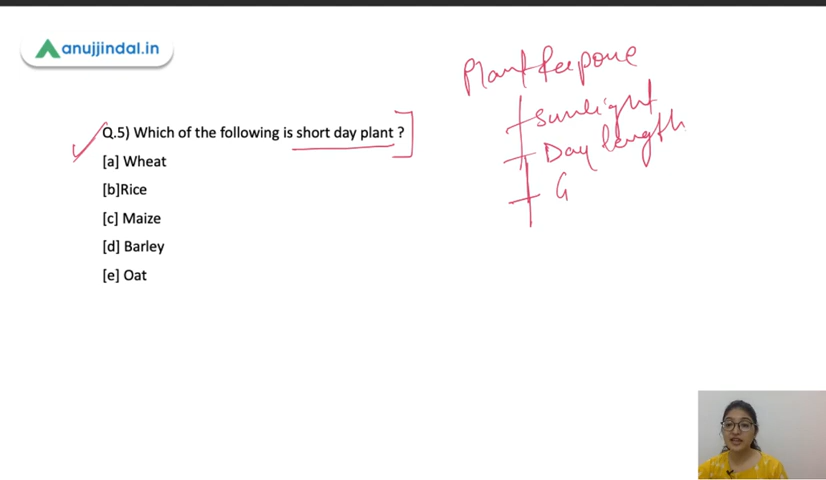 anujjindal.in
Q.5) Which of the following is short day plant ?
[a] Wheat
[b]Rice
[c] Maize
[d] Barley
[e] Oat
Plant
Sunlight
Day length
G